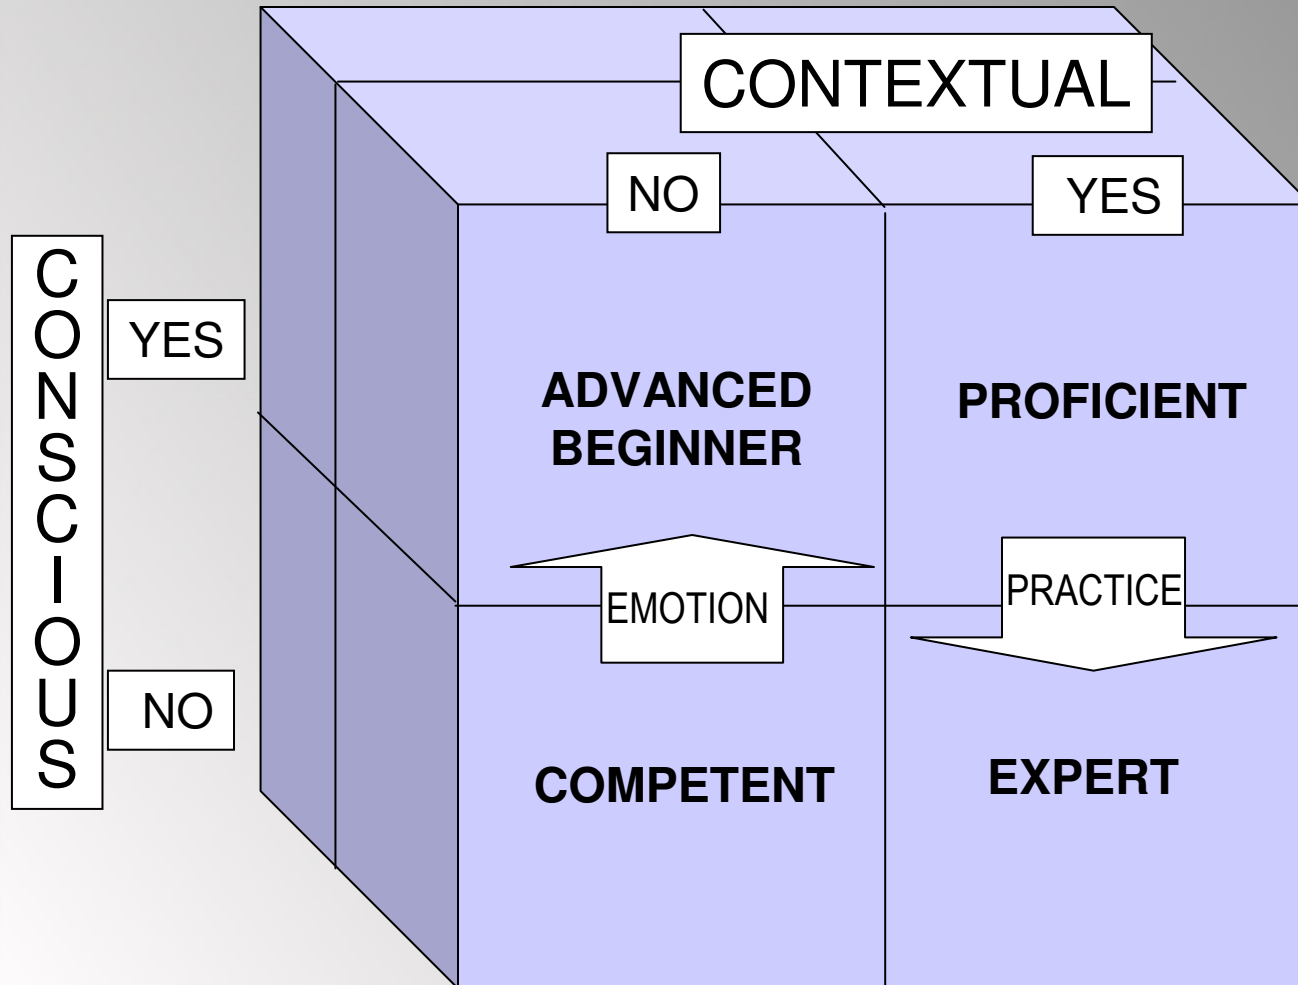 CONTEXTUAL
NO
YES
CONSCIOUS
YES
ADVANCED
BEGINNER
PROFICIENT
EMOTION
PRACTICE
NO
COMPETENT
EXPERT